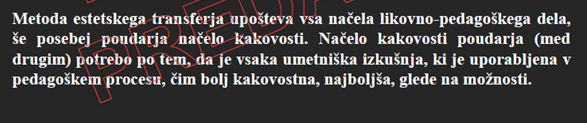 Metoda estetskega transferja upošteva vsa načela likovno-pedagoškega dela,
še posebej poudarja načelo kakovosti. Načelo kakovosti poudarja (med
drugim) potrebo po tem, da je vsaka umetniška izkušnja, ki je uporabljena v
pedagoškem procesu, čim bolj kakovostna, najboljša, glede na možnosti.